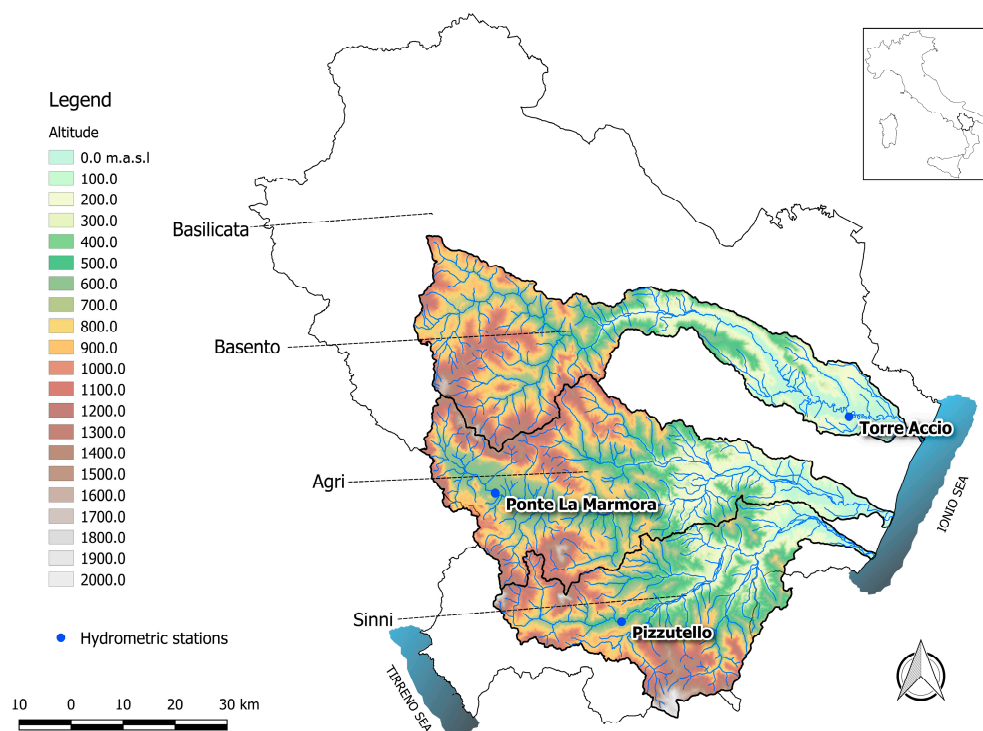 Legend
Altitude
0.0 m.a.s.l
100.0
200.0
300.0
400.0
500.0
600.0
700.0
800.0
900.0
1000.0
1100.0
1200.0
1300.0
1400.0
1500.0
1600.0
1700.0
1800.0
1900.0
2000.0
Hydrometric stations
10 0 10 20 30 km
Basilicata
Basento
Agri
Sinni
Torre Accio
Ponte La Marmora
Pizzutello
IONIO SEA
TIRRENO SEA